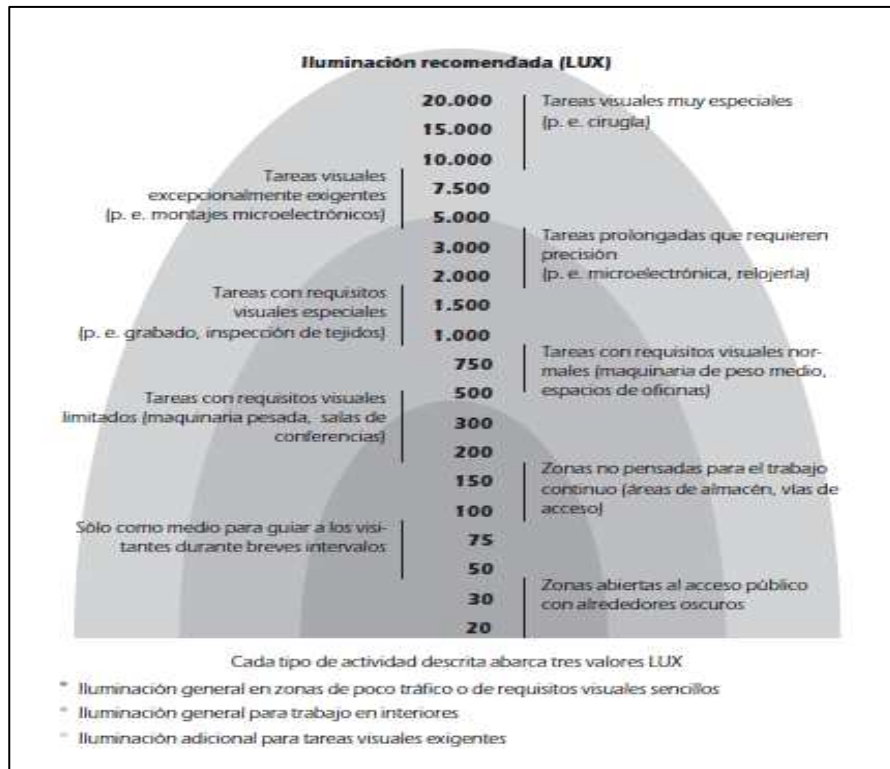 Iluminación recomendada (LUX)
20.000
15.000
10.000
7.500
5.000
3.000
2.000
1.500
1.000
750
500
300
200
150
100
75
50
30
20
Tareas visuales muy especiales
(p. e. cirugía)
Tareas visuales
excepcionalmente exigentes
(p. e. montajes microelectrónicos)
Tareas prolongadas que requieren
precisión
(p. e. microelectrónica, relojería)
Tareas con requisitos
visuales especiales
(p. e. grabado, inspección de tejidos)
Tareas con requisitos visuales nor-
males (maquinaria de peso medio,
espacios de oficinas)
Tareas con requisitos visuales
limitados (maquinaria pesada, salas de
conferencias)
Zonas no pensadas para el trabajo
continuo (áreas de almacén, vías de
acceso)
Sólo como medio para guiar a los visi-
tantes durante breves intervalos
Zonas abiertas al acceso público
con alrededores oscuros
Cada tipo de actividad descrita abarca tres valores LUX
* Iluminación general en zonas de poco tráfico o de requisitos visuales sencillos
* Iluminación general para trabajo en interiores
* Iluminación adicional para tareas visuales exigentes